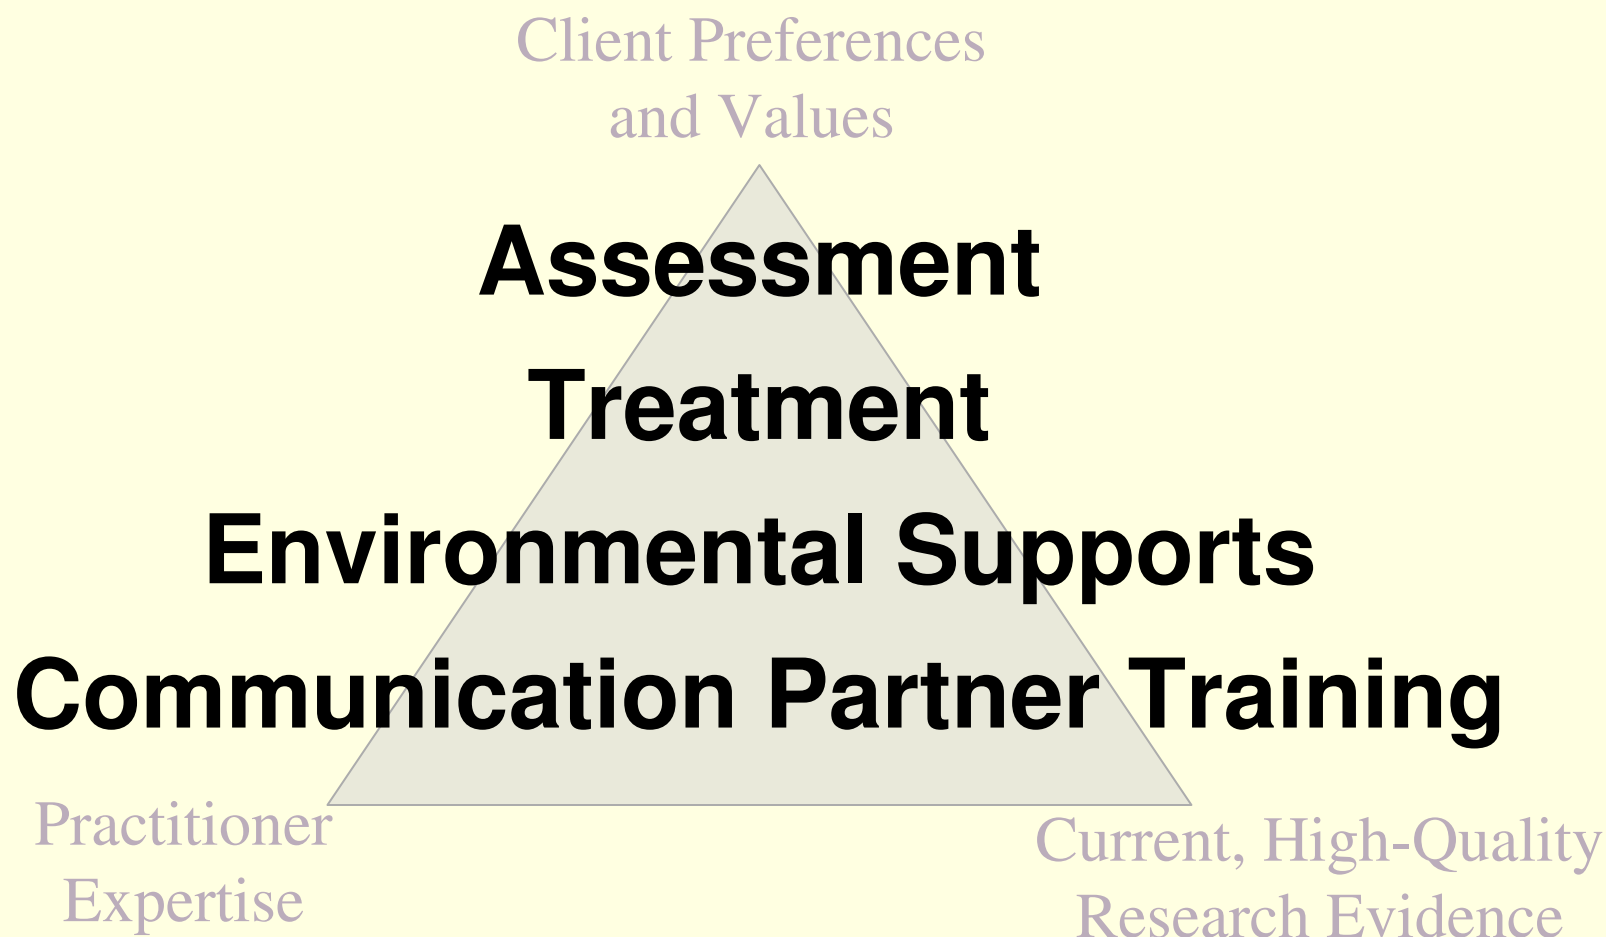 Client Preferences
and Values
Assessment
Treatment
Environmental Supports
Communication Partner Training
Practitioner
Expertise
Current, High-Quality
Research Evidence